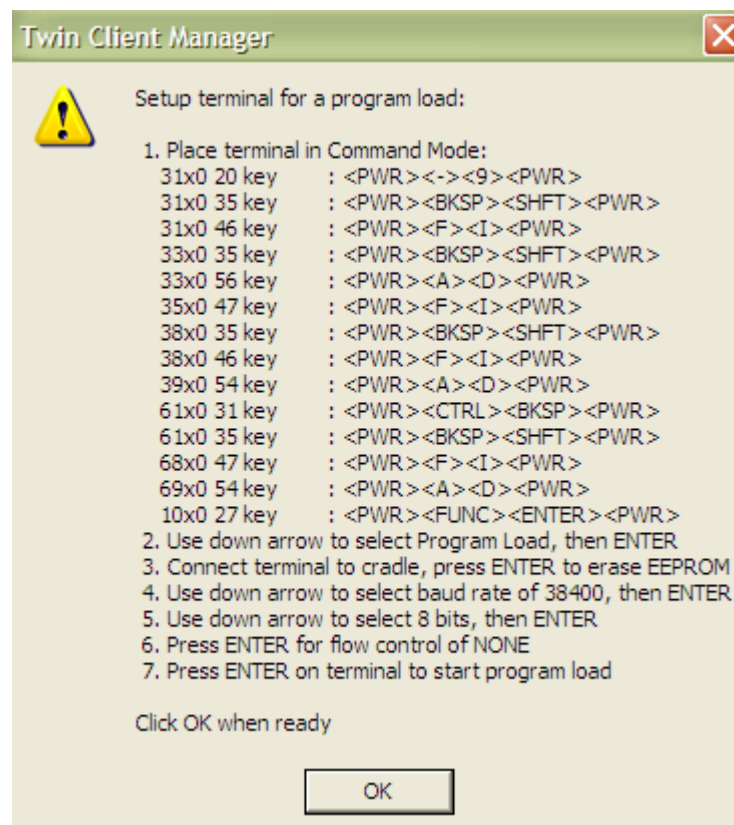 Twin Client Manager
Setup terminal for a program load:
1. Place terminal in Command Mode:
31x0 20 key : <PWR><-><9><PWR>
31x0 35 key : <PWR><BKSP><SHFT><PWR>
31x0 46 key : <PWR><F><I><PWR>
33x0 35 key : <PWR><BKSP><SHFT><PWR>
33x0 56 key : <PWR><A><D><PWR>
35x0 47 key : <PWR><F><I><PWR>
38x0 35 key : <PWR><BKSP><SHFT><PWR>
38x0 46 key : <PWR><F><I><PWR>
39x0 54 key : <PWR><A><D><PWR>
61x0 31 key : <PWR><CTRL><BKSP><PWR>
61x0 35 key : <PWR><BKSP><SHFT><PWR>
68x0 47 key : <PWR><F><I><PWR>
69x0 54 key : <PWR><A><D><PWR>
10x0 27 key : <PWR><FUNC><ENTER><PWR>
2. Use down arrow to select Program Load, then ENTER
3. Connect terminal to cradle, press ENTER to erase EEPROM
4. Use down arrow to select baud rate of 38400, then ENTER
5. Use down arrow to select 8 bits, then ENTER
6. Press ENTER for flow control of NONE
7. Press ENTER on terminal to start program load
Click OK when ready
OK